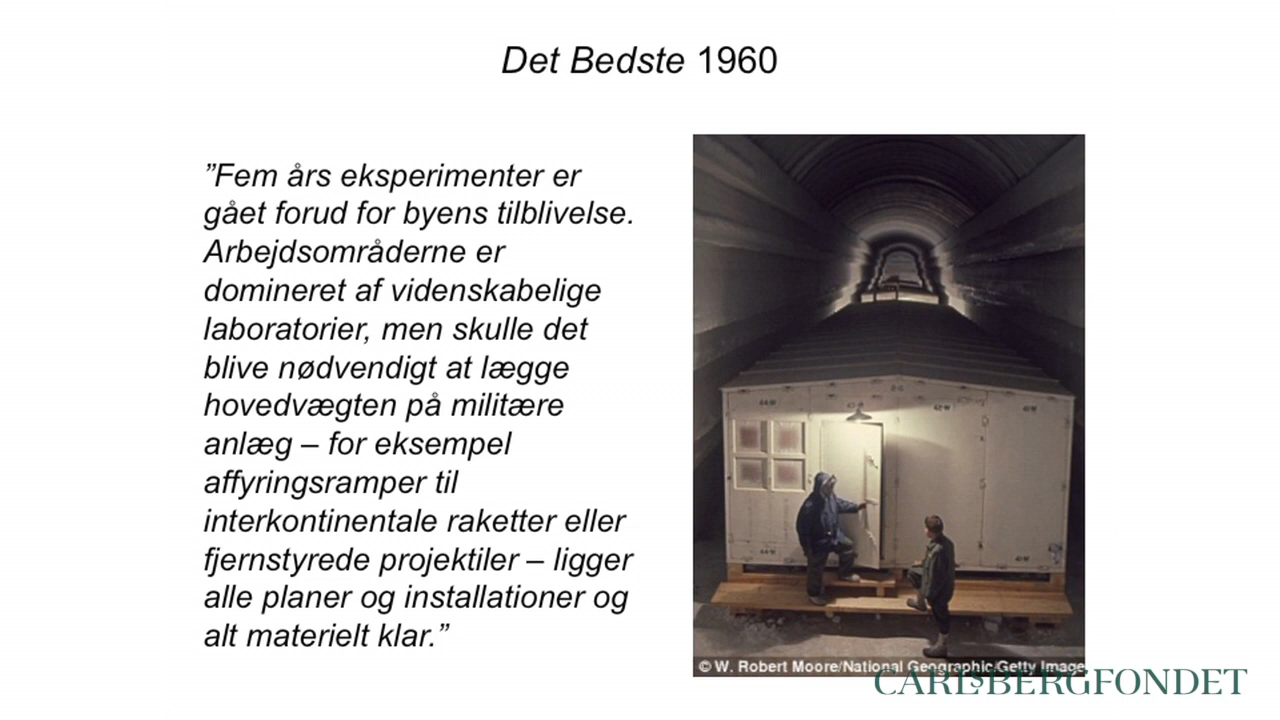 Det Bedste 1960
”Fem års eksperimenter er
gået forud for byens tilblivelse.
Arbejdsområderne er
domineret af videnskabelige
laboratorier, men skulle det
blive nødvendigt at lægge
hovedvægten på militære
anlæg – for eksempel
affyringsramper til
interkontinentale raketter eller
fjernstyrede projektiler – ligger
alle planer og installationer og
alt materielt klar.”
© W. Robert Moore/National Geographic/Getty Image
CARLSBERGFONDET